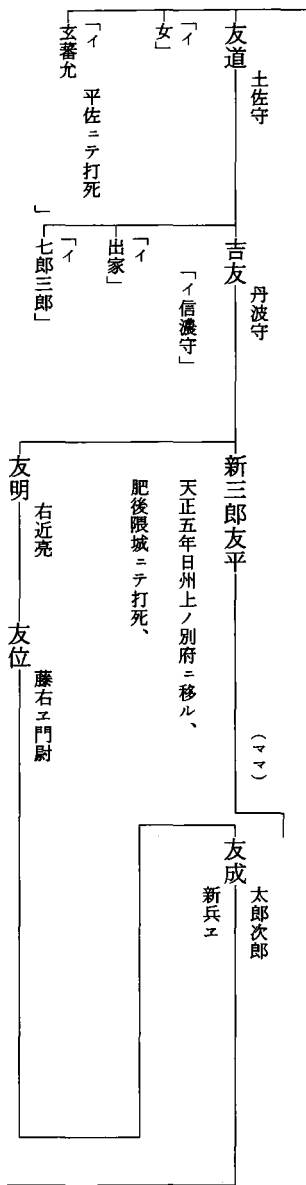 友道
土佐守
「イ
女」
「イ
玄蕃允
平佐ニテ打死
」
吉友
丹波守
「イ信濃守」
「イ
出家」
「イ
七郎三郎」
新三郎友平
天正五年日州上ノ別府ニ移ル、
肥後隈城ニテ打死、
(ママ)
友明
右近亮
友位
藤右ヱ門尉
友成
太郎次郎
新兵ヱ